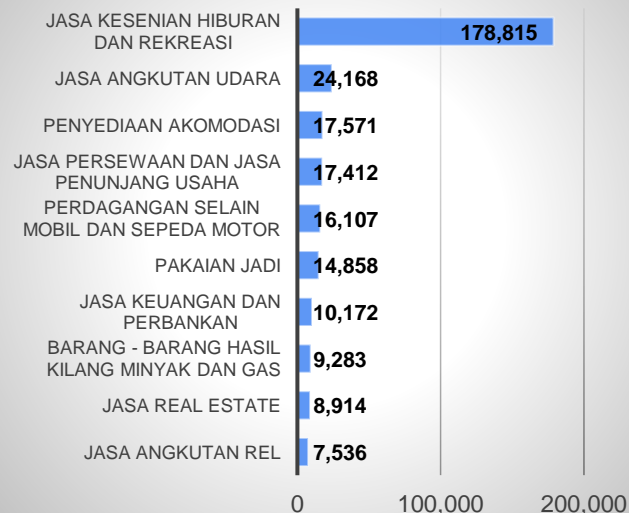 JASA KESENIAN HIBURAN
DAN REKREASI
178,815
JASA ANGKUTAN UDARA
24,168
PENYEDIAAN AKOMODASI
17,571
JASA PERSEWAAN DAN JASA
PENUNJANG USAHA
17,412
PERDAGANGAN SELAIN
MOBIL DAN SEPEDA MOTOR
16,107
PAKAIAN JADI
14,858
JASA KEUANGAN DAN
PERBANKAN
10,172
BARANG - BARANG HASIL
KILANG MINYAK DAN GAS
9,283
JASA REAL ESTATE
8,914
JASA ANGKUTAN REL
7,536
0 100,000 200,000